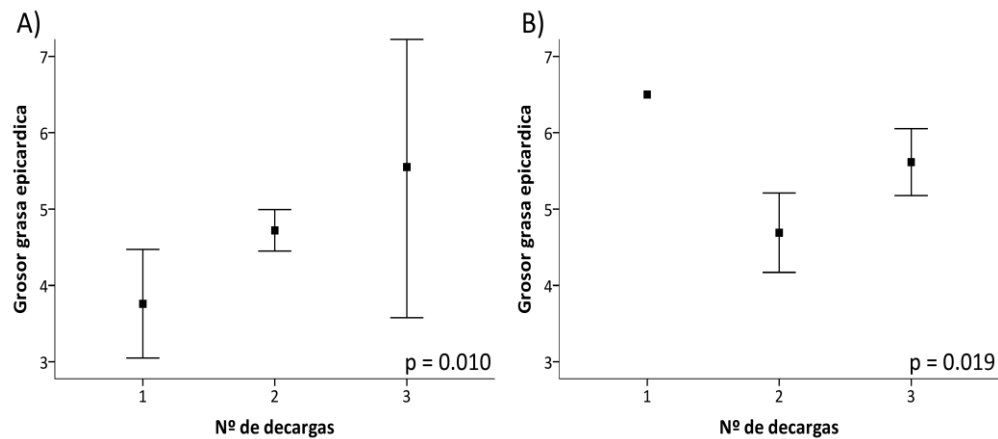 A)
Grosor grasa epicardica
7
6
5
4
3
p = 0.010
1 2 3
Nº de decargas
B)
Grosor grasa epicardica
7
6
5
4
3
p = 0.019
1 2 3
Nº de decargas